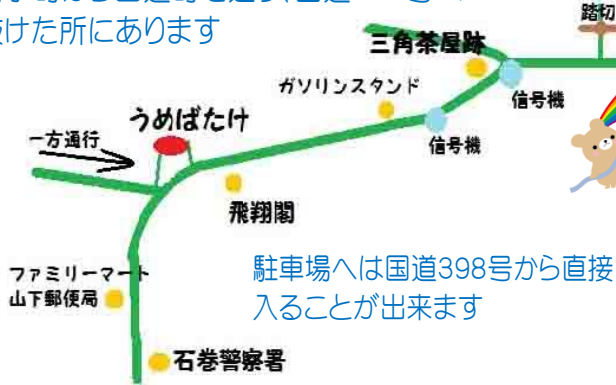 抜けた所にあります
踏切
三角茶屋跡
ガソリンスタンド
信号機
うめばたけ
信号機
一方通行
飛翔閣
ファミリーマート
山下郵便局
駐車場へは国道398号から直接
入ることが出来ます
石巻警察署